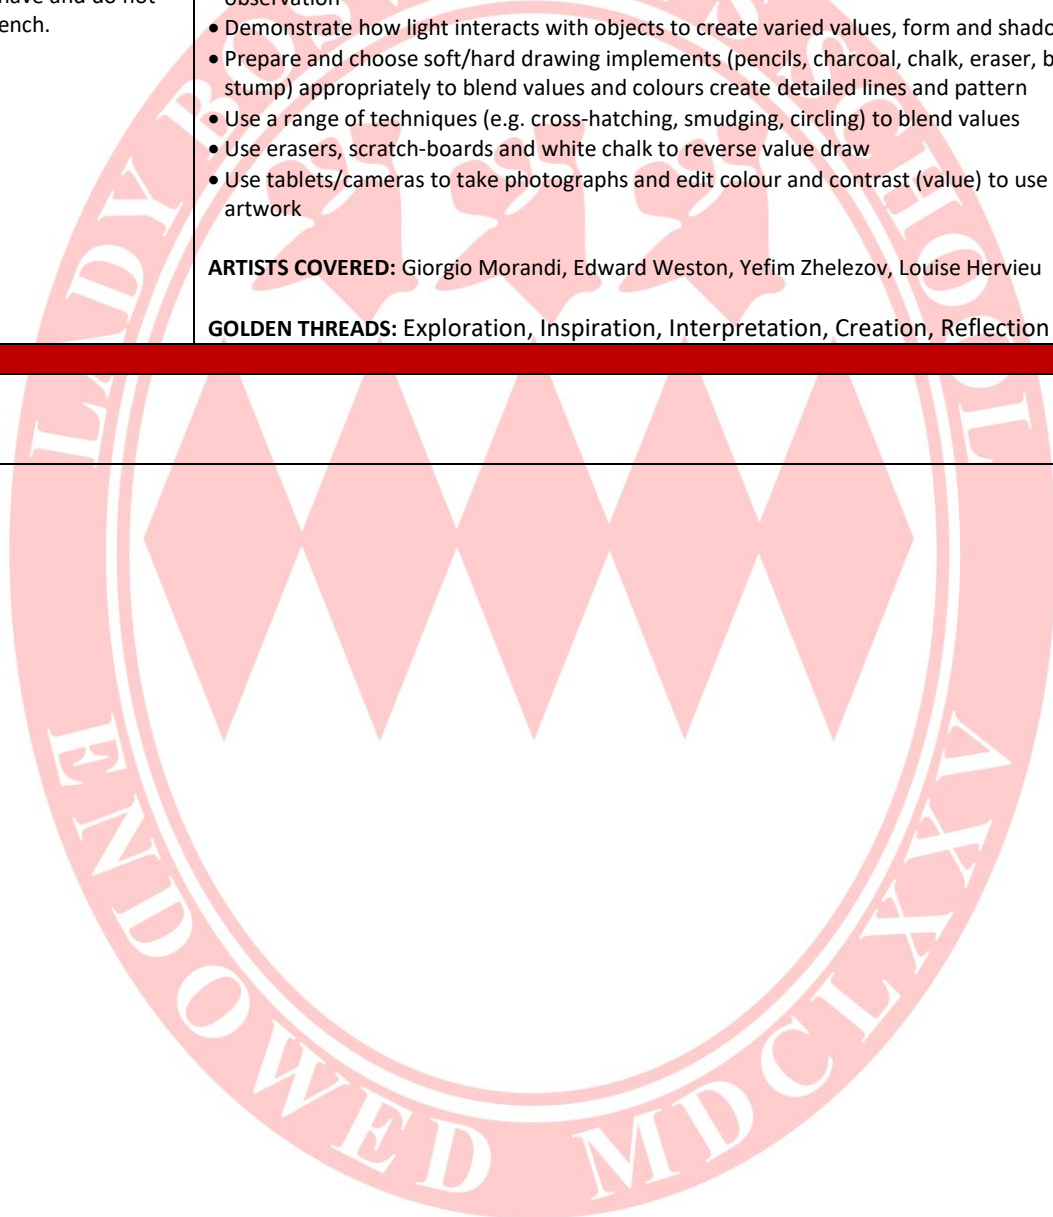 have and do not
ench.
observation
• Demonstrate how light interacts with objects to create varied values, form and shado
• Prepare and choose soft/hard drawing implements (pencils, charcoal, chalk, eraser, b
stump) appropriately to blend values and colours create detailed lines and pattern
• Use a range of techniques (e.g. cross-hatching, smudging, circling) to blend values
• Use erasers, scratch-boards and white chalk to reverse value draw
• Use tablets/cameras to take photographs and edit colour and contrast (value) to use
artwork
ARTISTS COVERED: Giorgio Morandi, Edward Weston, Yefim Zhelezov, Louise Hervieu
GOLDEN THREADS: Exploration, Inspiration, Interpretation, Creation, Reflection
LADY BO S SCHOOL
ENDOWED MDCLXXV